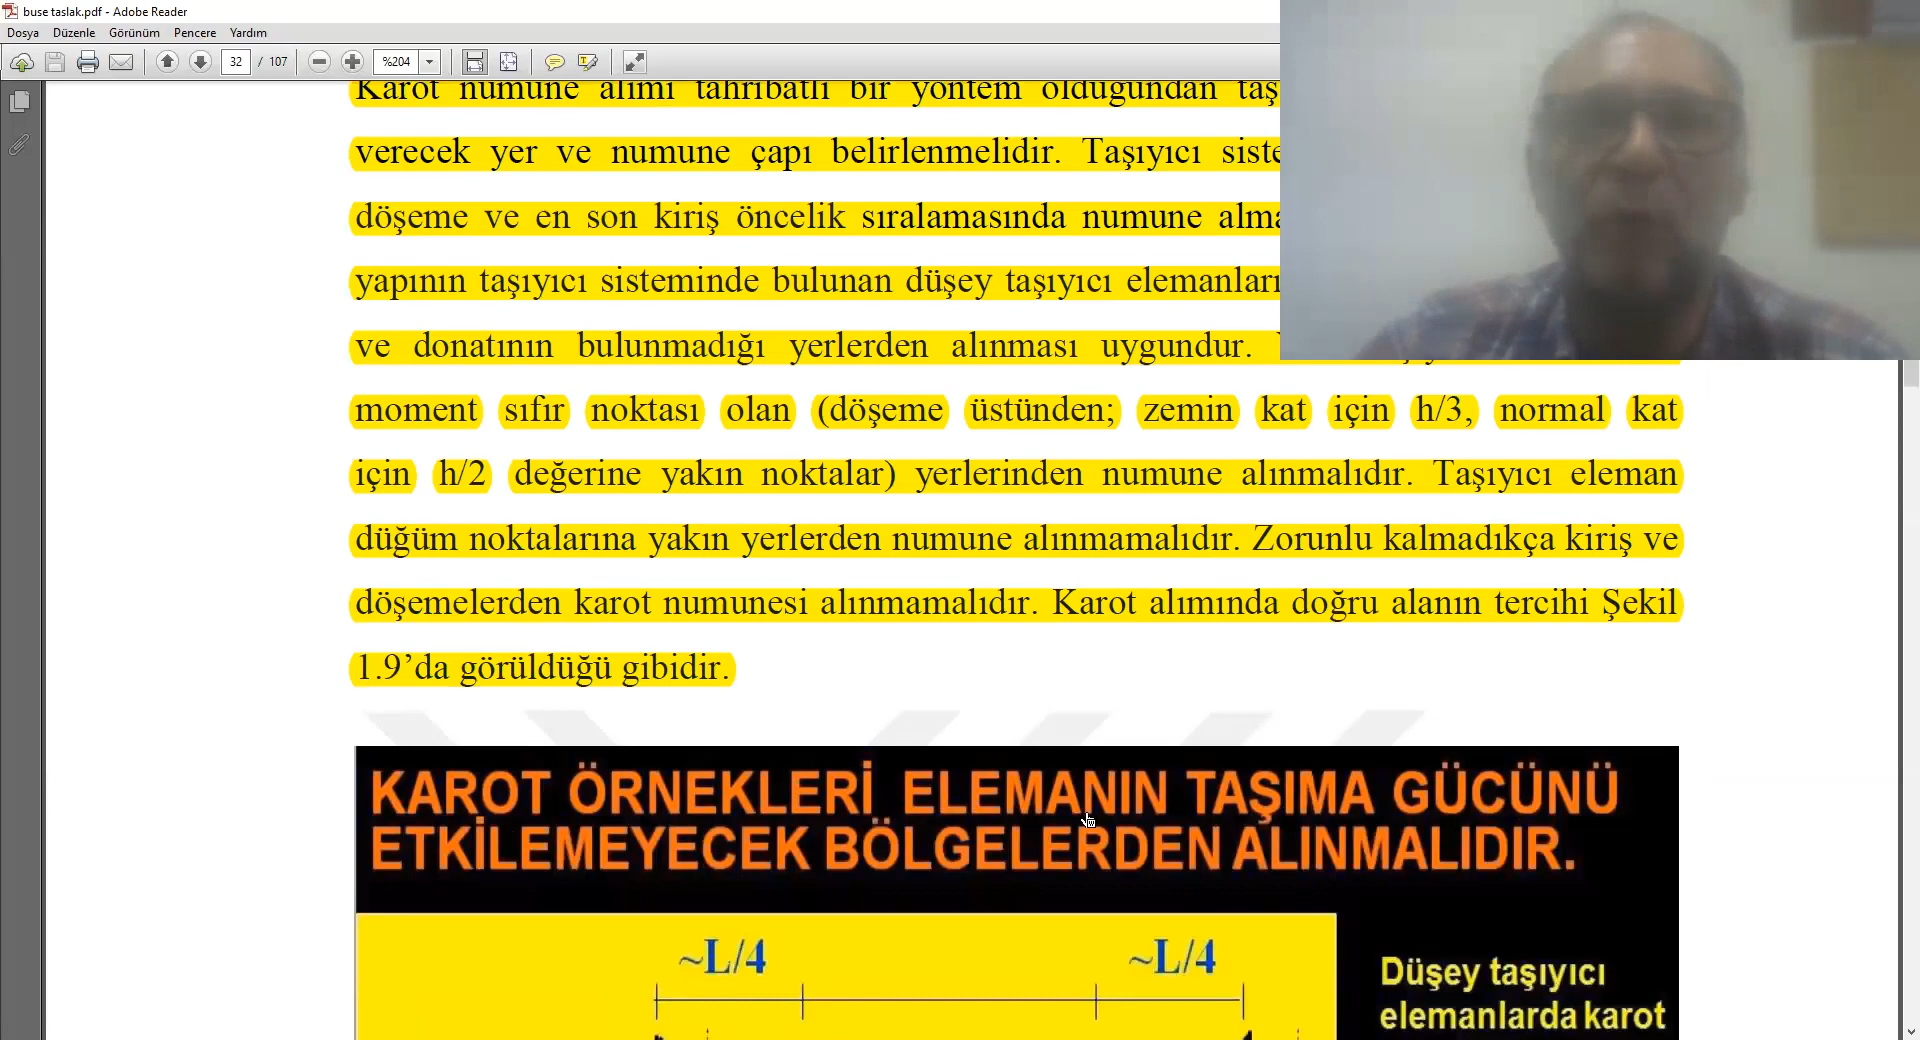 buse taslak.pdf - Adobe Reader
Dosya Düzenle Görünüm Pencere Yardım
32 / 107 %204
Karot numune alımı tahribatlı bir yöntem olduğundan
verecek yer ve numune çapı belirlenmelidir. Taşıyıcı
döşeme ve en son kiriş öncelik sıralamasında numune
yapının taşıyıcı sisteminde bulunan düşey taşıyıcı
ve donatının bulunmadığı yerlerden alınması uygundur.
moment sıfır noktası olan (döşeme üstünden; zemin kat için h/3, normal kat
için h/2 değerine yakın noktalar) yerlerinden numune alınmalıdır. Taşıyıcı eleman
düğüm noktalarına yakın yerlerden numune alınmamalıdır. Zorunlu kalmadıkça kiriş ve
döşemelerden karot numunesi alınmamalıdır. Karot alımında doğru alanın tercihi Şekil
1.9’da görüldüğü gibidir.
KAROT ÖRNEKLERİ ELEMANIN TAŞIMA GÜCÜNÜ
ETKİLEMEYECEK BÖLGELERDEN ALINMALIDIR.
~L/4 ~L/4
Düşey taşıyıcı
elemanlarda karot